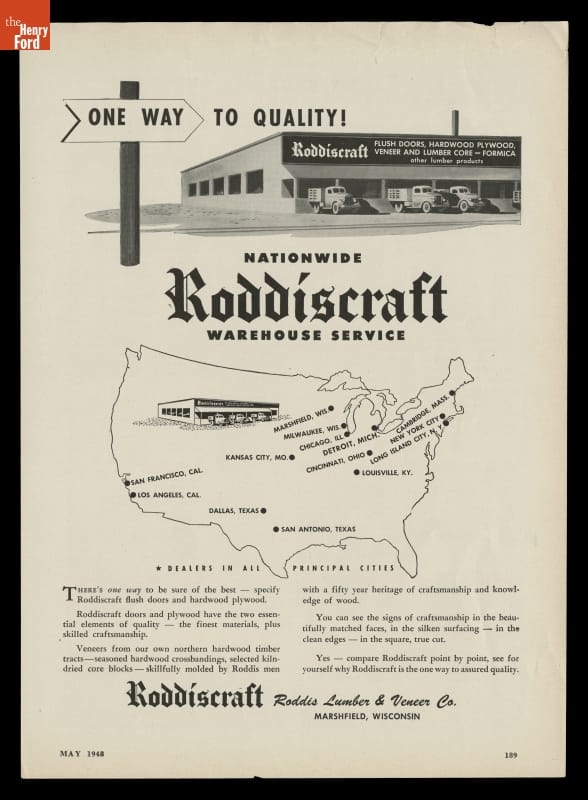 the
Henry
Ford
ONE WAY TO QUALITY!
Roddiscraft
FLUSH DOORS, HARDWOOD PLYWOOD,
VENEER AND LUMBER CORE — FORMICA
other lumber products
NATIONWIDE
Roddiscraft
WAREHOUSE SERVICE
Roddiscraft
MARSHFIELD, WIS.
MILWAUKEE, WIS.
CHICAGO, ILL.
DETROIT, MICH.
CAMBRIDGE, MASS.
NEW YORK CITY
LONG ISLAND CITY, N. Y.
KANSAS CITY, MO.
CINCINNATI, OHIO
LOUISVILLE, KY.
SAN FRANCISCO, CAL.
LOS ANGELES, CAL.
DALLAS, TEXAS
SAN ANTONIO, TEXAS
★ DEALERS IN ALL PRINCIPAL CITIES
THERE'S one way to be sure of the best — specify
Roddiscraft flush doors and hardwood plywood.
Roddiscraft doors and plywood have the two essen-
tial elements of quality — the finest materials, plus
skilled craftsmanship.
Veneers from our own northern hardwood timber
tracts—seasoned hardwood crossbandings, selected kiln-
dried core blocks — skillfully molded by Roddis men
with a fifty year heritage of craftsmanship and knowl-
edge of wood.
You can see the signs of craftsmanship in the beau-
tifully matched faces, in the silken surfacing — in the
clean edges — in the square, true cut.
Yes — compare Roddiscraft point by point, see for
yourself why Roddiscraft is the one way to assured quality.
Roddiscraft Roddis Lumber & Veneer Co.
MARSHFIELD, WISCONSIN
MAY 1948
189